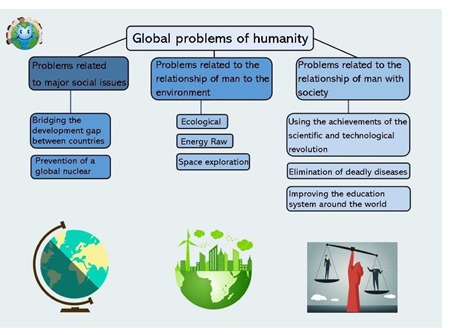 Global problems of humanity
Problems related
to major social issues
Problems related to the
relationship of man to the
environment
Problems related to the
relationship of man with
society
Bridging the
development gap
between countries
Prevention of a
global nuclear
Ecological
Energy Raw
Space exploration
Using the achievements of the
scientific and technological
revolution
Elimination of deadly diseases
Improving the education
system around the world